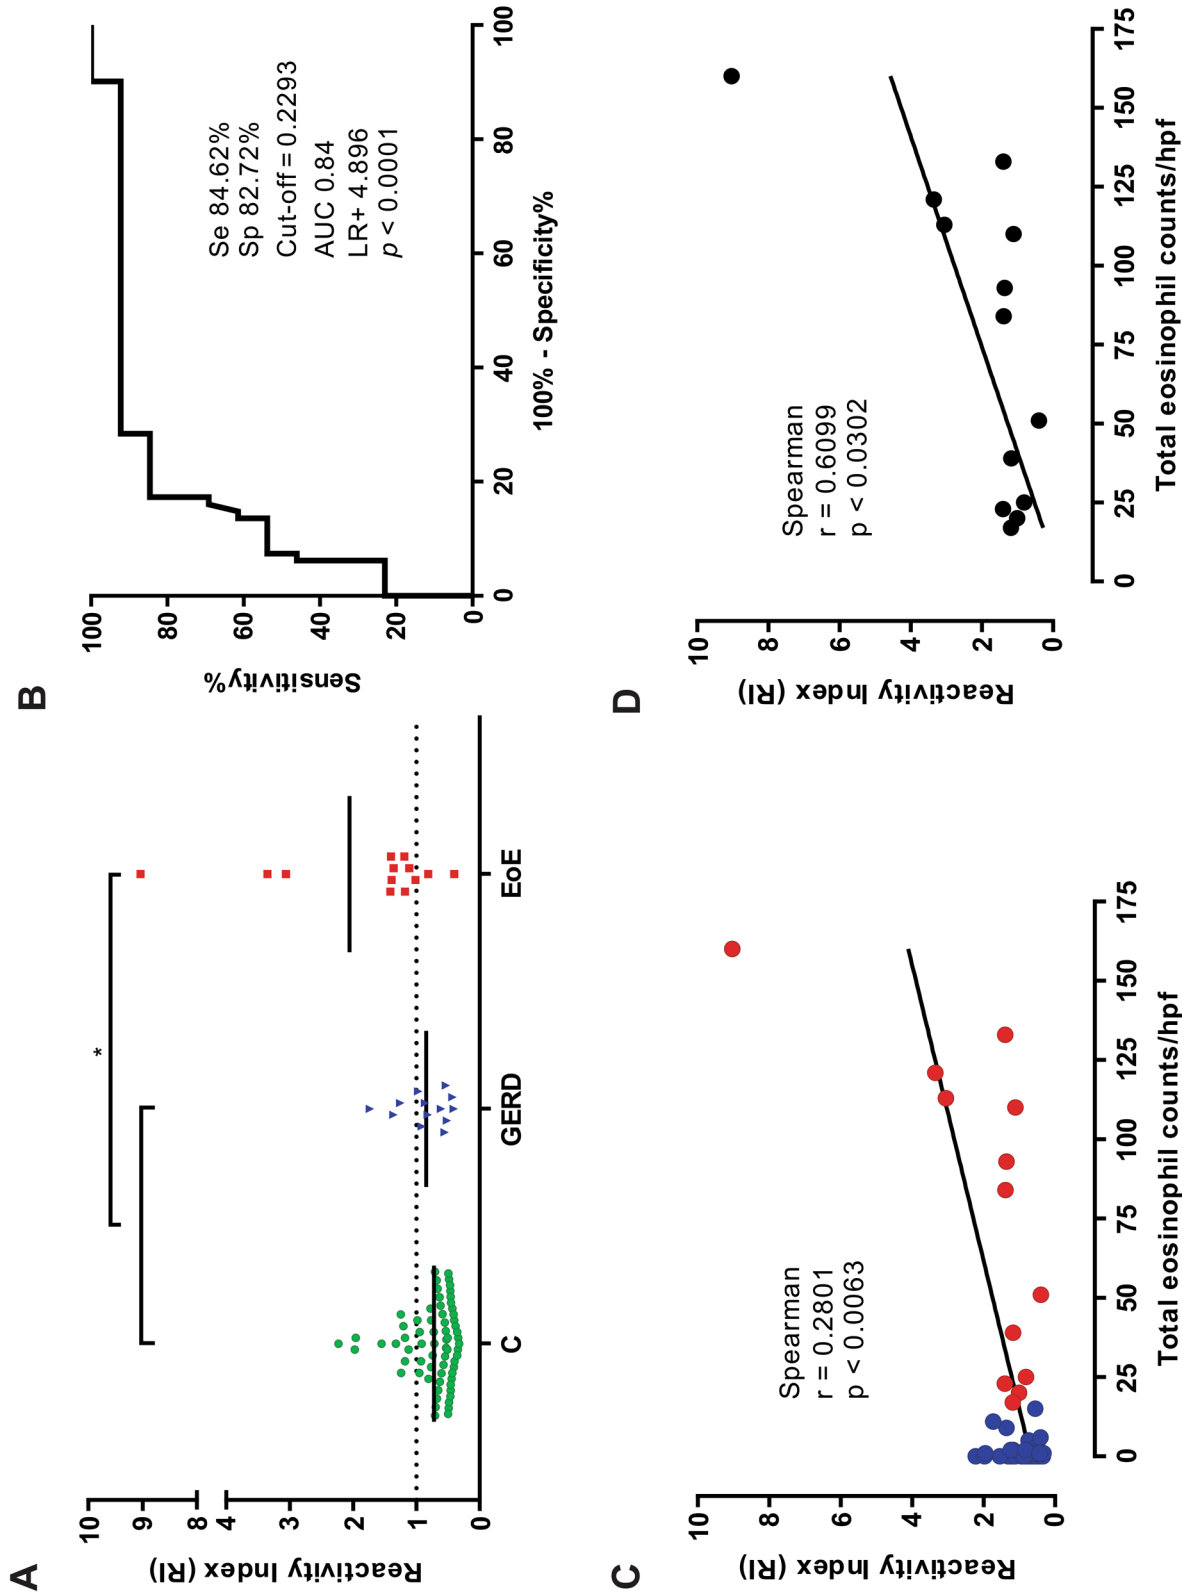 A
Reactivity Index (RI)
10
9
8
4
3
2
1
0
*
C
GERD
EoE
B
Sensitivity%
100
80
60
40
20
0
Se 84.62%
Sp 82.72%
Cut-off = 0.2293
AUC 0.84
LR+ 4.896
p < 0.0001
0
20
40
60
80
100
100% - Specificity%
C
Reactivity Index (RI)
10
8
6
4
2
0
Spearman
r = 0.2801
p < 0.0063
0
25
50
75
100
125
150
175
Total eosinophil counts/hpf
D
Reactivity Index (RI)
10
8
6
4
2
0
Spearman
r = 0.6099
p < 0.0302
0
25
50
75
100
125
150
175
Total eosinophil counts/hpf